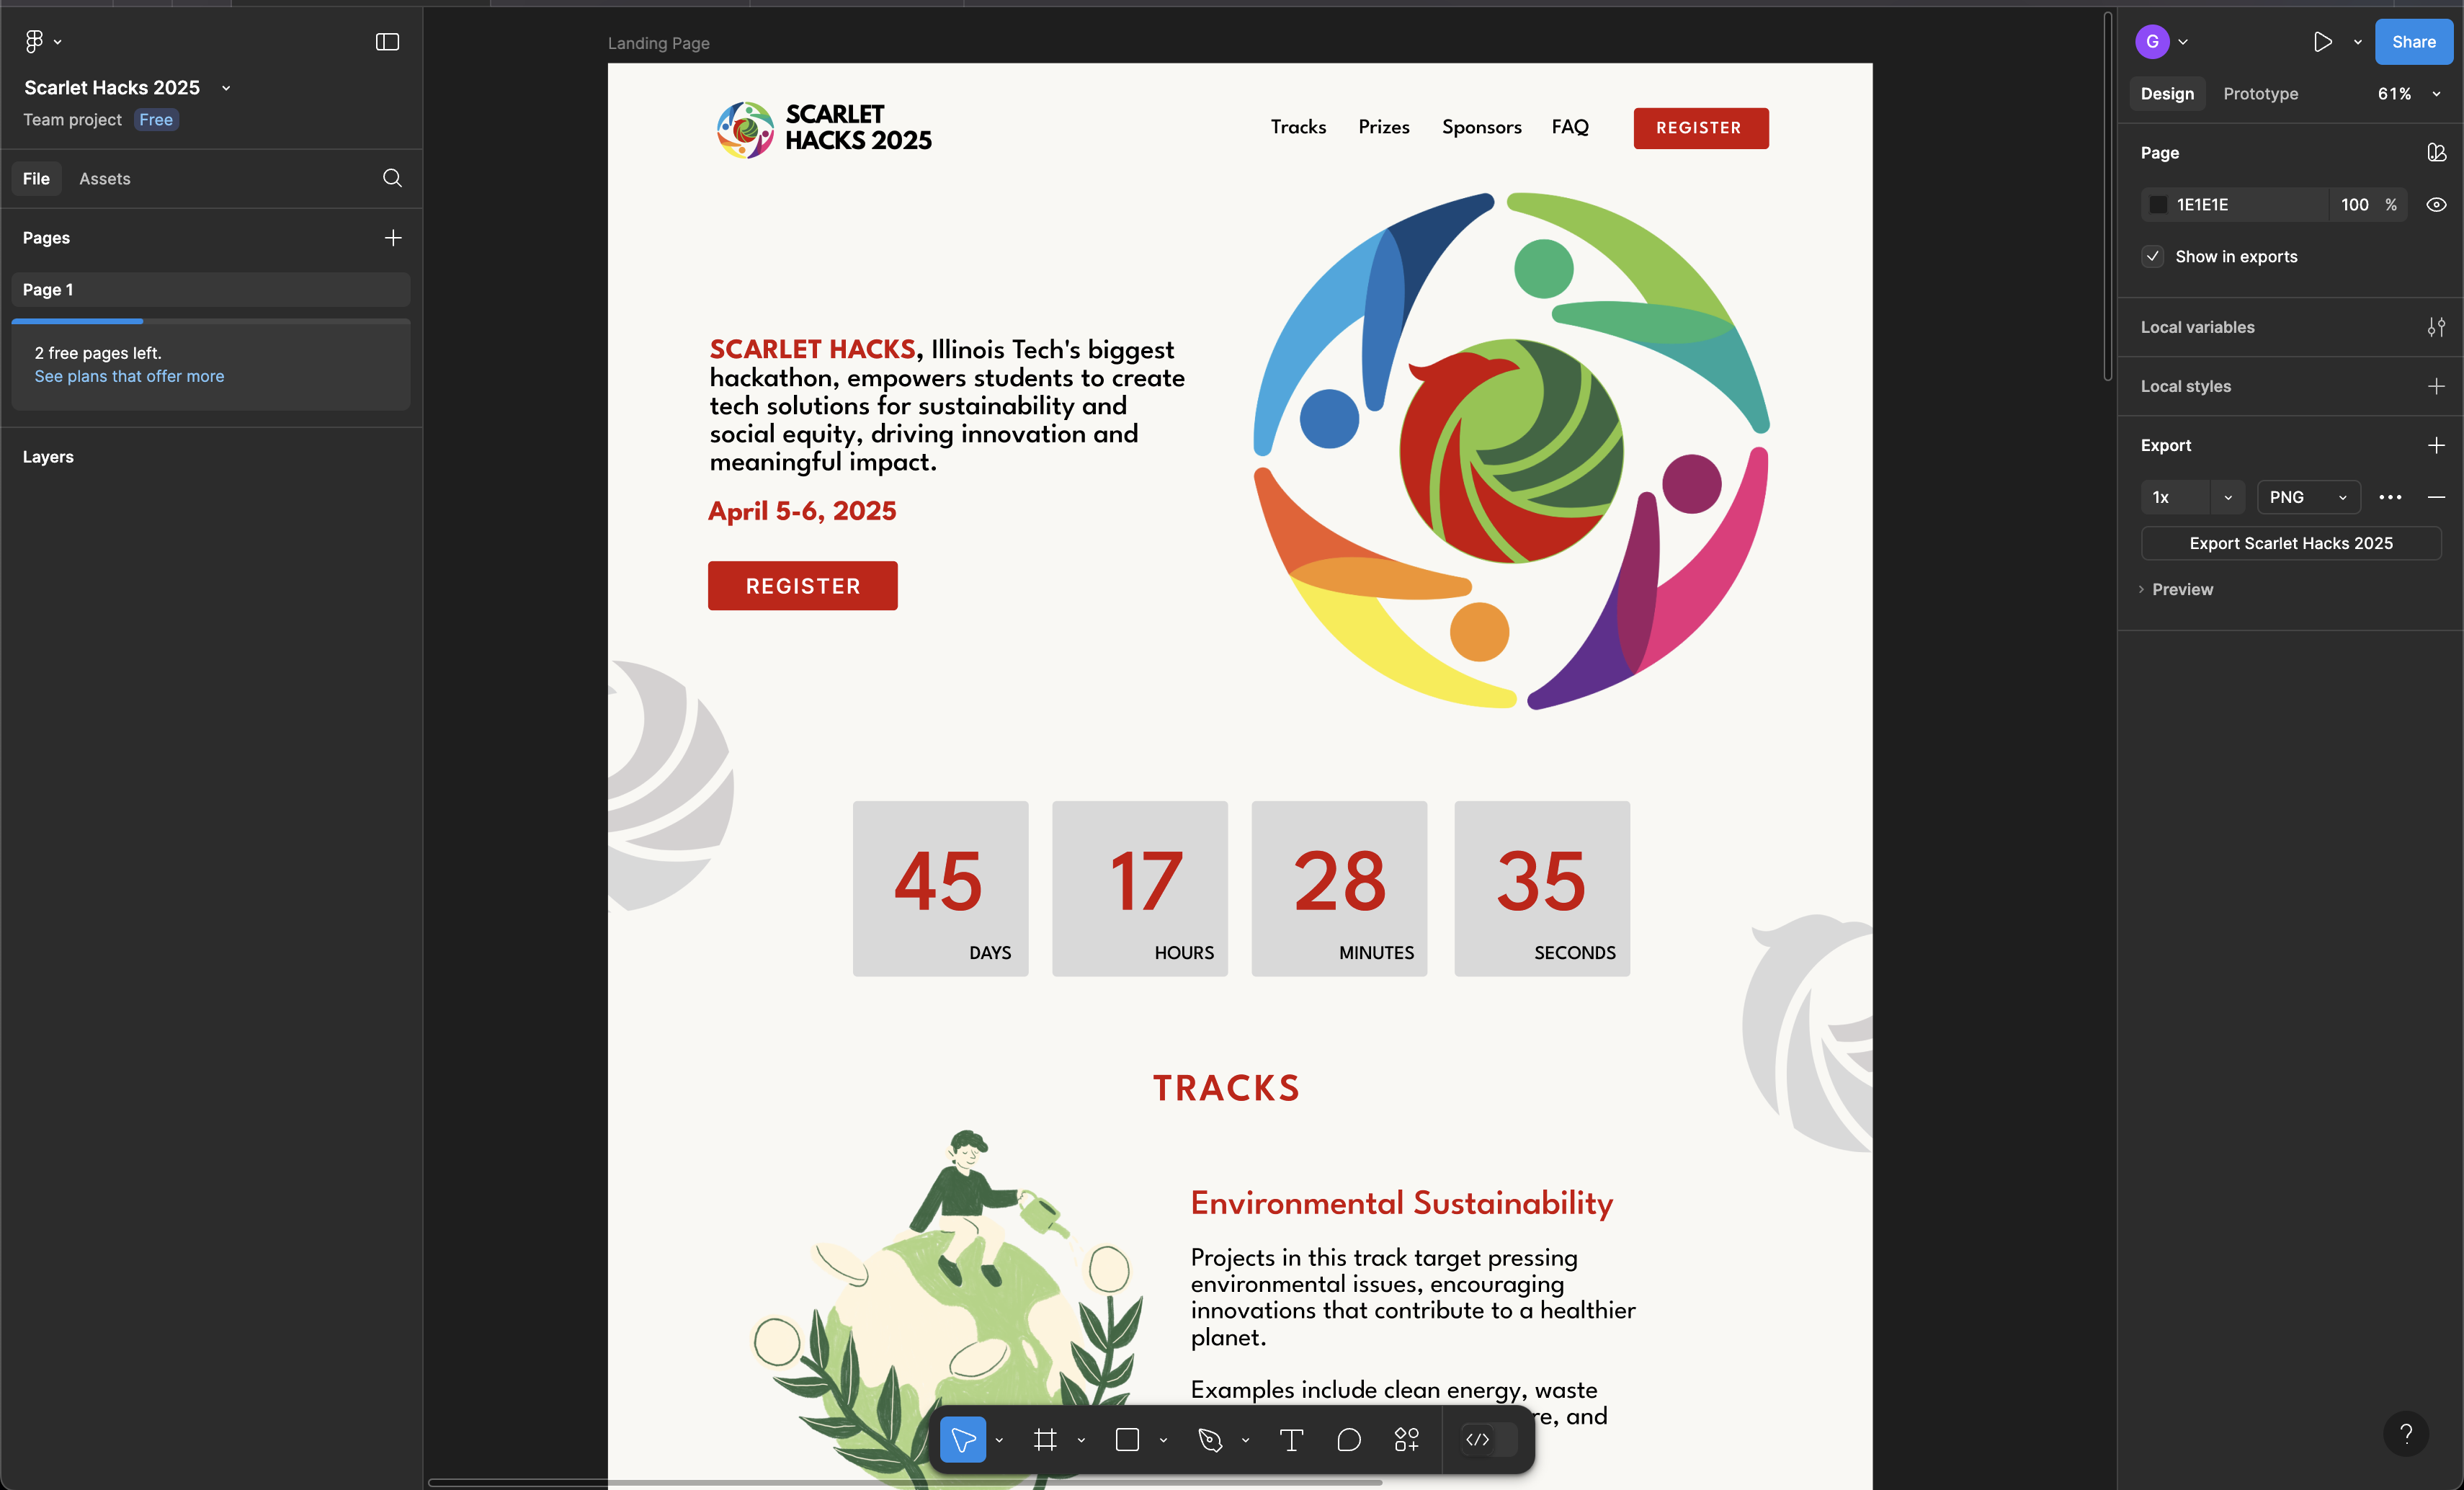 Scarlet Hacks 2025
Team project Free
File Assets
Pages
Page 1
2 free pages left.
See plans that offer more
Layers
Landing Page
SCARLET
HACKS 2025
Tracks Prizes Sponsors FAQ REGISTER
SCARLET HACKS, Illinois Tech's biggest
hackathon, empowers students to create
tech solutions for sustainability and
social equity, driving innovation and
meaningful impact.
April 5-6, 2025
REGISTER
45 17 28 35
DAYS HOURS MINUTES SECONDS
TRACKS
Environmental Sustainability
Projects in this track target pressing
environmental issues, encouraging
innovations that contribute to a healthier
planet.
Examples include clean energy, waste
and
G
Share
Design Prototype 61%
Page
1E1E1E 100 %
Show in exports
Local variables
Local styles
Export
1x PNG
Export Scarlet Hacks 2025
Preview
?